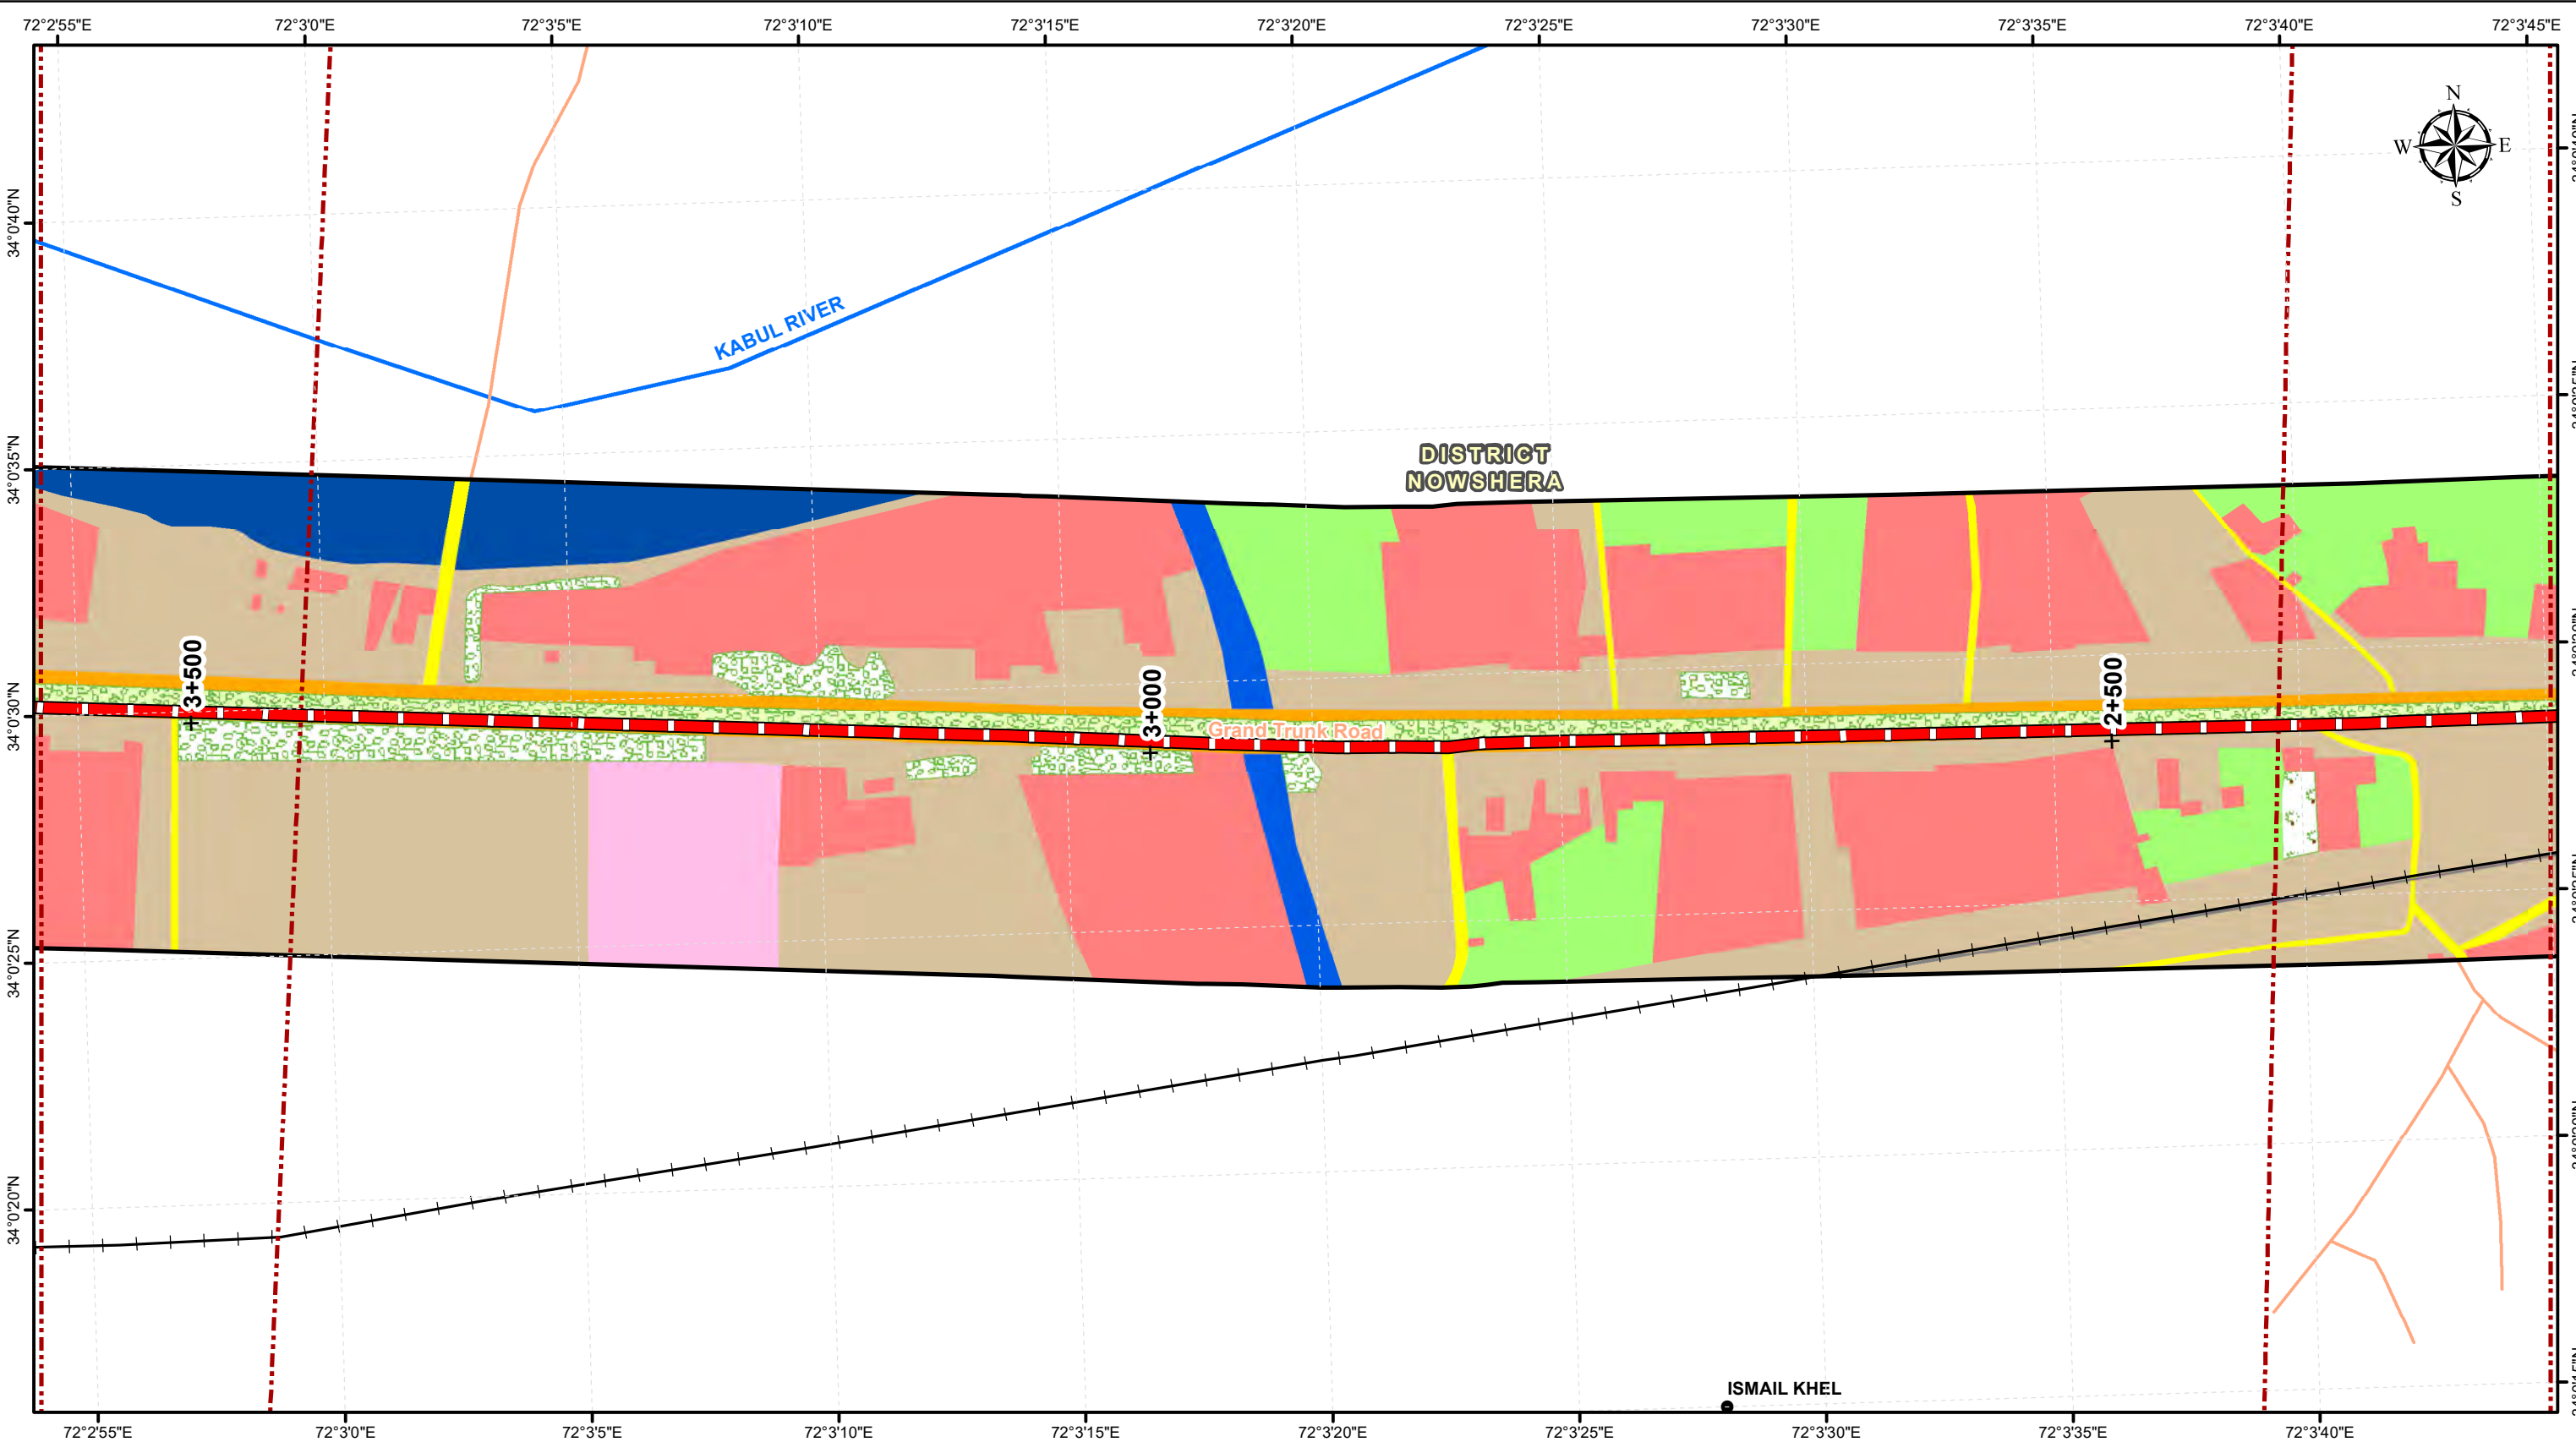 72°2'55"E
72°3'0"E
72°3'5"E
72°3'10"E
72°3'15"E
72°3'20"E
72°3'25"E
72°3'30"E
72°3'35"E
72°3'40"E
72°3'45"E
N
W
E
S
34°0'40"N
KABUL RIVER
34°0'35"N
DISTRICT
NOWSHERA
3+500
3+000
2+500
34°0'30"N
Grand Trunk Road
34°0'25"N
34°0'20"N
ISMAIL KHEL
72°2'55"E
72°3'0"E
72°3'5"E
72°3'10"E
72°3'15"E
72°3'20"E
72°3'25"E
72°3'30"E
72°3'35"E
72°3'40"E